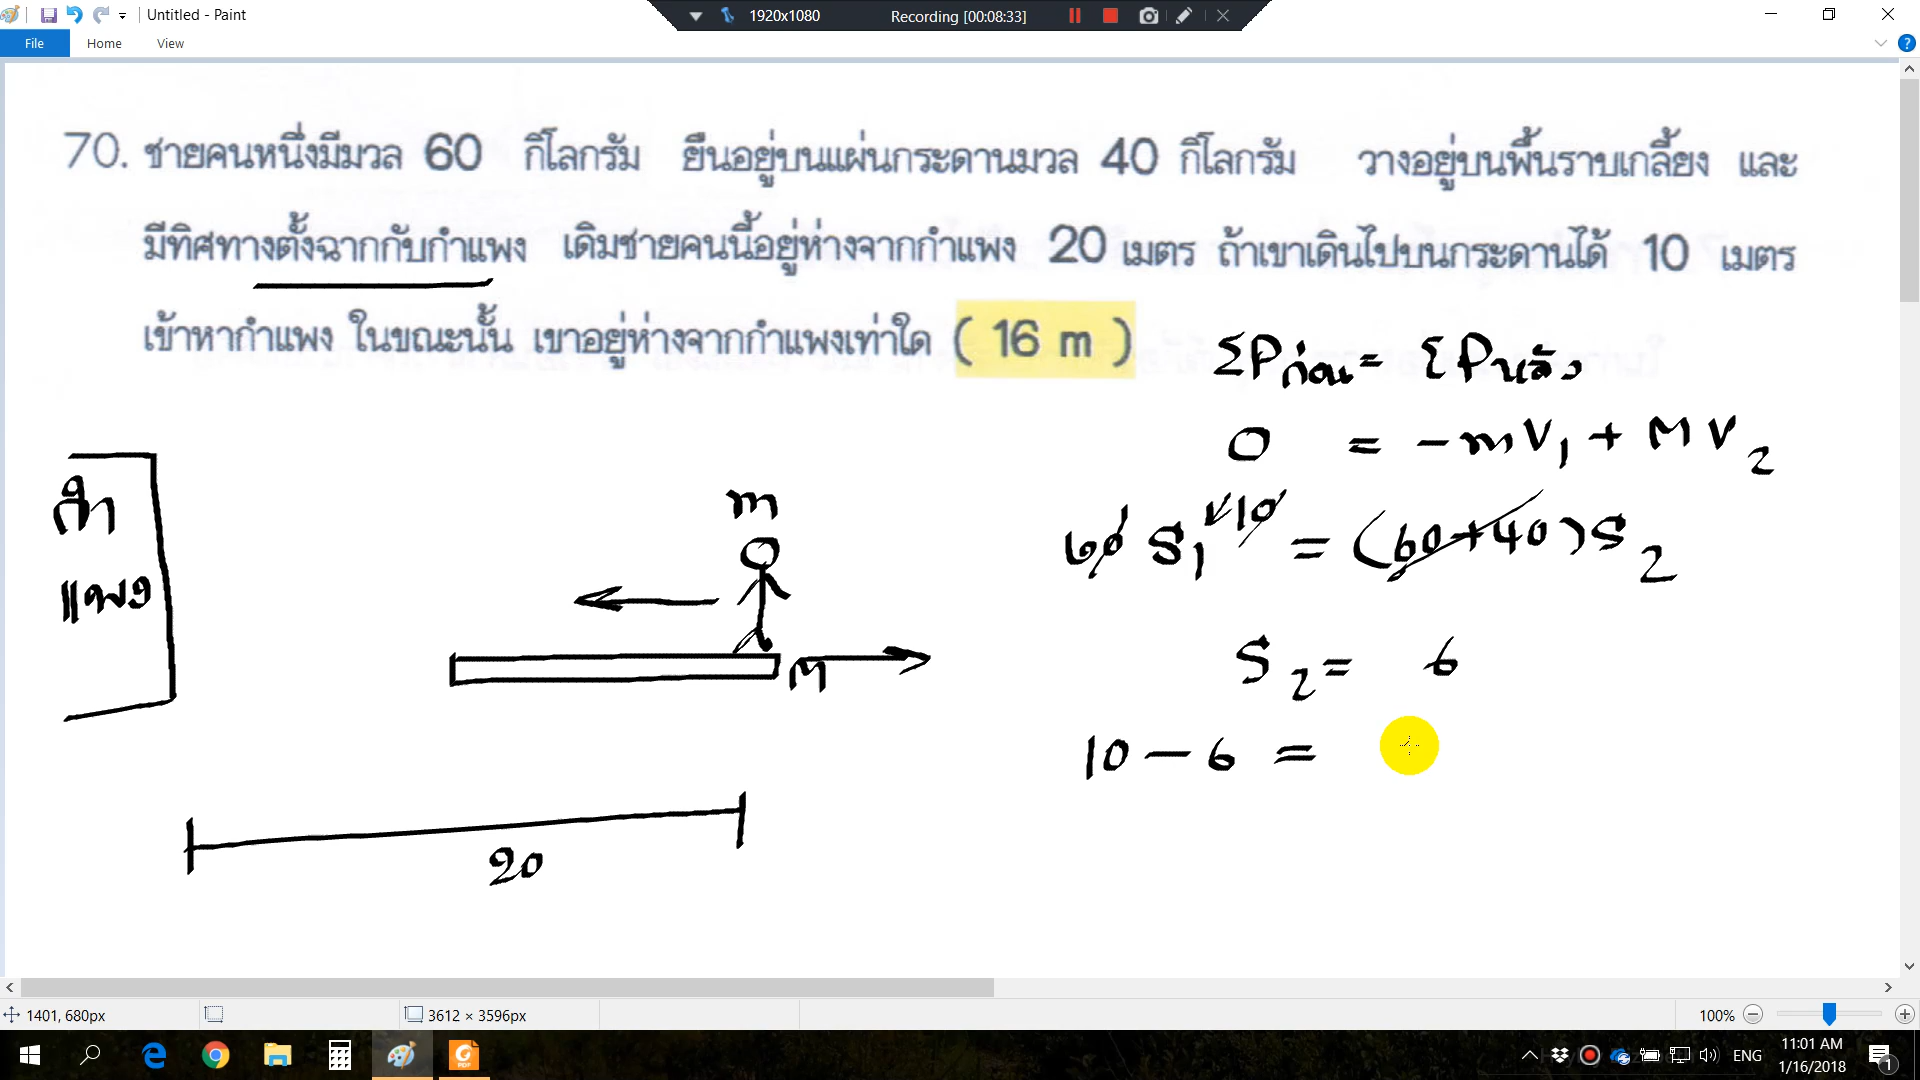 Untitled - Paint
1920x1080
Recording [00:08:33]
File Home View
70. ชายคนหนึ่งมีมวล 60 กิโลกรัม ยืนอยู่บนแผ่นกระดานมวล 40 กิโลกรัม วางอยู่บนพื้นราบเกลี้ยง และ
มีทิศทางตั้งฉากกับกำแพง เดิมชายคนนี้อยู่ห่างจากกำแพง 20 เมตร ถ้าเขาเดินไปบนกระดานได้ 10 เมตร
เข้าหากำแพง ในขณะนั้น เขาอยู่ห่างจากกำแพงเท่าใด ( 16 m )
ΣPก่อน = ΣPหลัง
0 = -mV1 + MV2
60 S1 10 = (60+40)S2
S2 = 6
10 - 6 =
กำ
แพง
m
M
20
1401, 680px
3612 × 3596px
100%
ENG
11:01 AM
1/16/2018
1